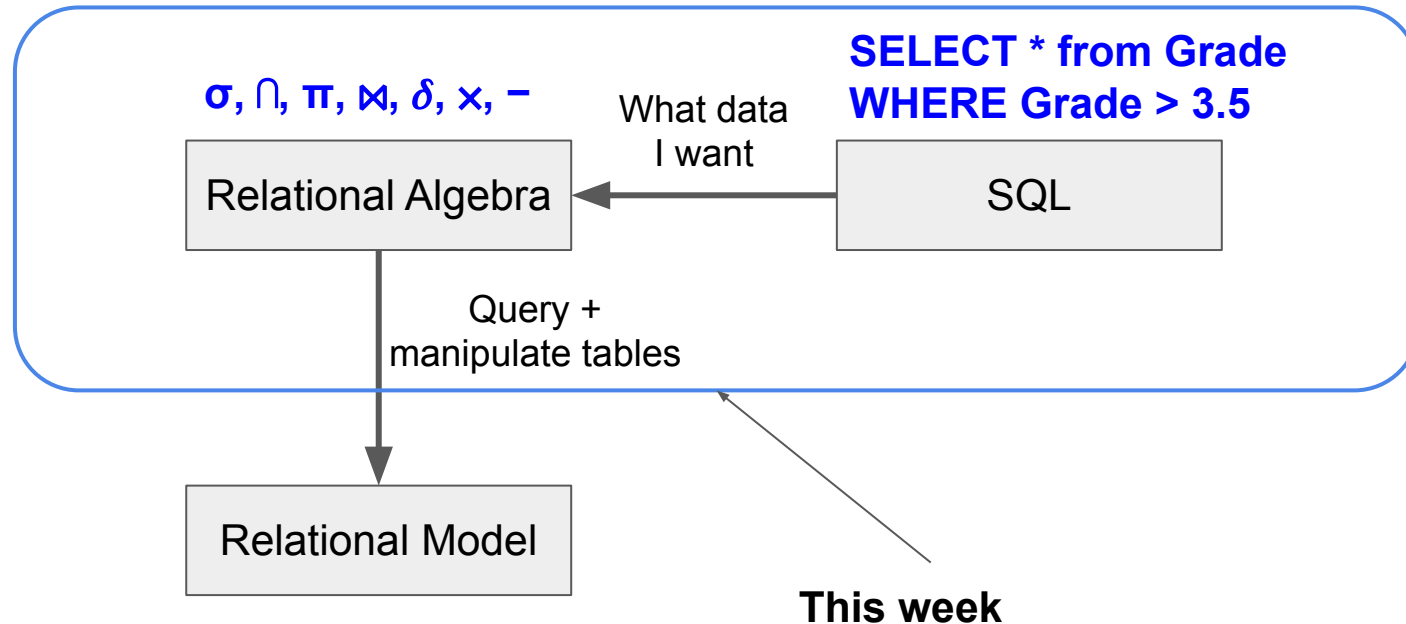 SELECT * from Grade
WHERE Grade > 3.5
σ, ∩, π, ⋈, δ, ×, −
What data
I want
Relational Algebra
SQL
Query +
manipulate tables
Relational Model
This week